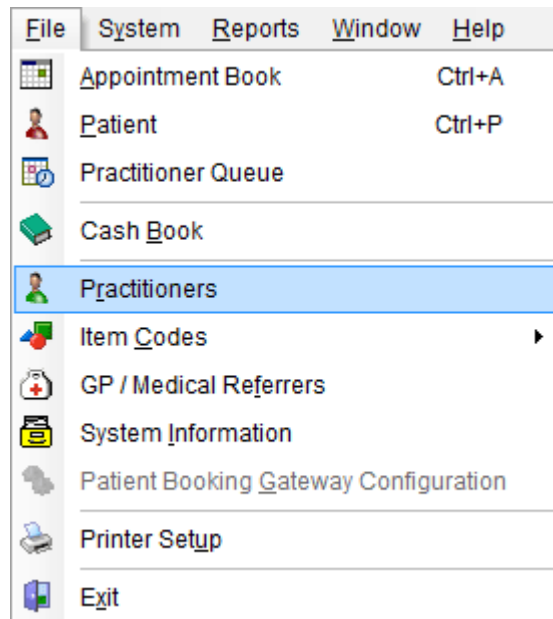 File System Reports Window Help
Appointment Book Ctrl+A
Patient Ctrl+P
Practitioner Queue
Cash Book
Practitioners
Item Codes
GP / Medical Referrers
System Information
Patient Booking Gateway Configuration
Printer Setup
Exit